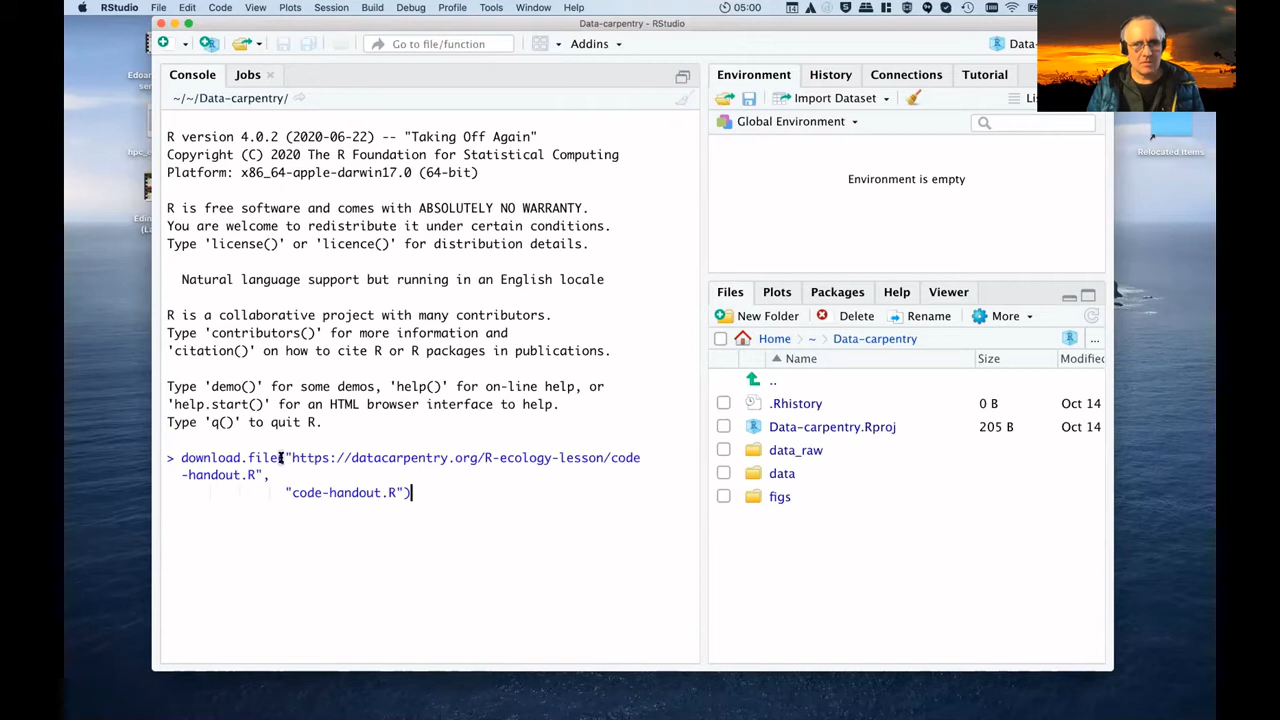 RStudio File Edit Code View Plots Session Build Debug Profile Tools Window Help 05:00
Data-carpentry - RStudio
Go to file/function Addins
Console Jobs
~/~/Data-carpentry/
R version 4.0.2 (2020-06-22) -- "Taking Off Again"
Copyright (C) 2020 The R Foundation for Statistical Computing
Platform: x86_64-apple-darwin17.0 (64-bit)
R is free software and comes with ABSOLUTELY NO WARRANTY.
You are welcome to redistribute it under certain conditions.
Type 'license()' or 'licence()' for distribution details.
Natural language support but running in an English locale
R is a collaborative project with many contributors.
Type 'contributors()' for more information and
'citation()' on how to cite R or R packages in publications.
Type 'demo()' for some demos, 'help()' for on-line help, or
'help.start()' for an HTML browser interface to help.
Type 'q()' to quit R.
> download.file("https://datacarpentry.org/R-ecology-lesson/code
-handout.R",
"code-handout.R")
Environment History Connections Tutorial
Import Dataset
Global Environment
Environment is empty
Files Plots Packages Help Viewer
New Folder Delete Rename More
Home ~ Data-carpentry ...
Name Size Modified
..
.Rhistory 0 B Oct 14
Data-carpentry.Rproj 205 B Oct 14
data_raw
data
figs
Relocated Items